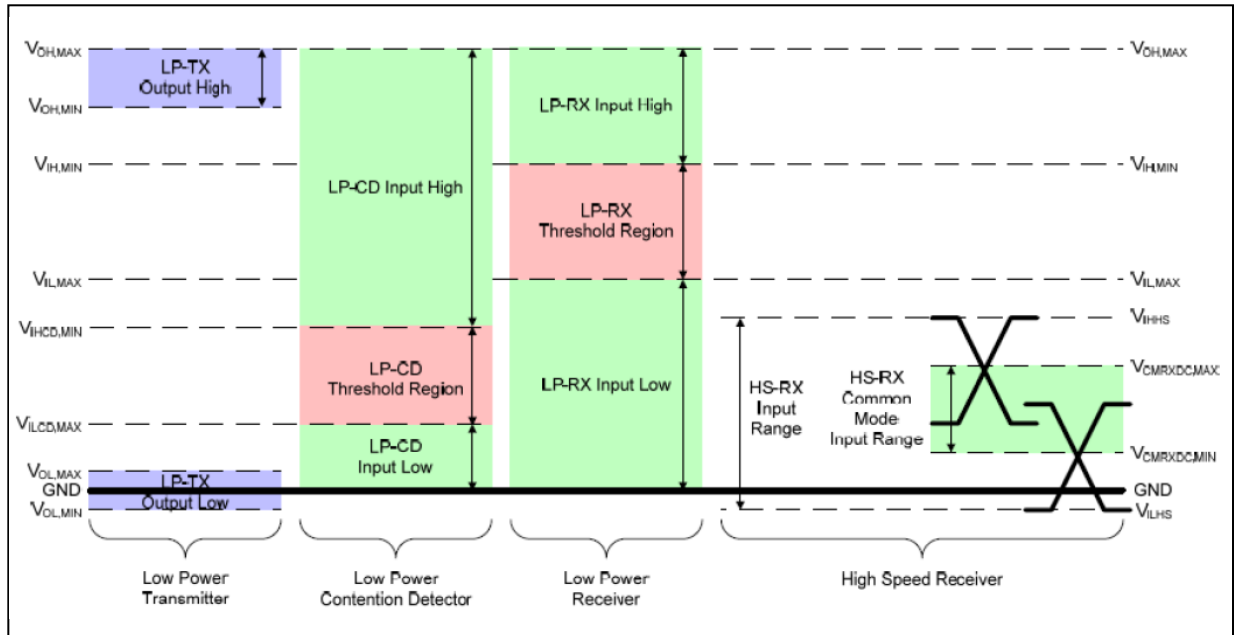 VOH,MAX
LP-TX
Output High
VOH,MIN
VIH,MIN
VIL,MAX
VIHCD,MIN
VILCD,MAX
VOL,MAX
GND
VOL,MIN
LP-TX
Output Low
LP-CD Input High
LP-CD
Threshold Region
LP-CD
Input Low
LP-RX Input High
LP-RX
Threshold Region
LP-RX Input Low
HS-RX
Input
Range
HS-RX
Common
Mode
Input Range
VOH,MAX
VIH,MIN
VIL,MAX
VIHHS
VCMRXDC,MAX
VCMRXDC,MIN
GND
VILHS
Low Power
Transmitter
Low Power
Contention Detector
Low Power
Receiver
High Speed Receiver